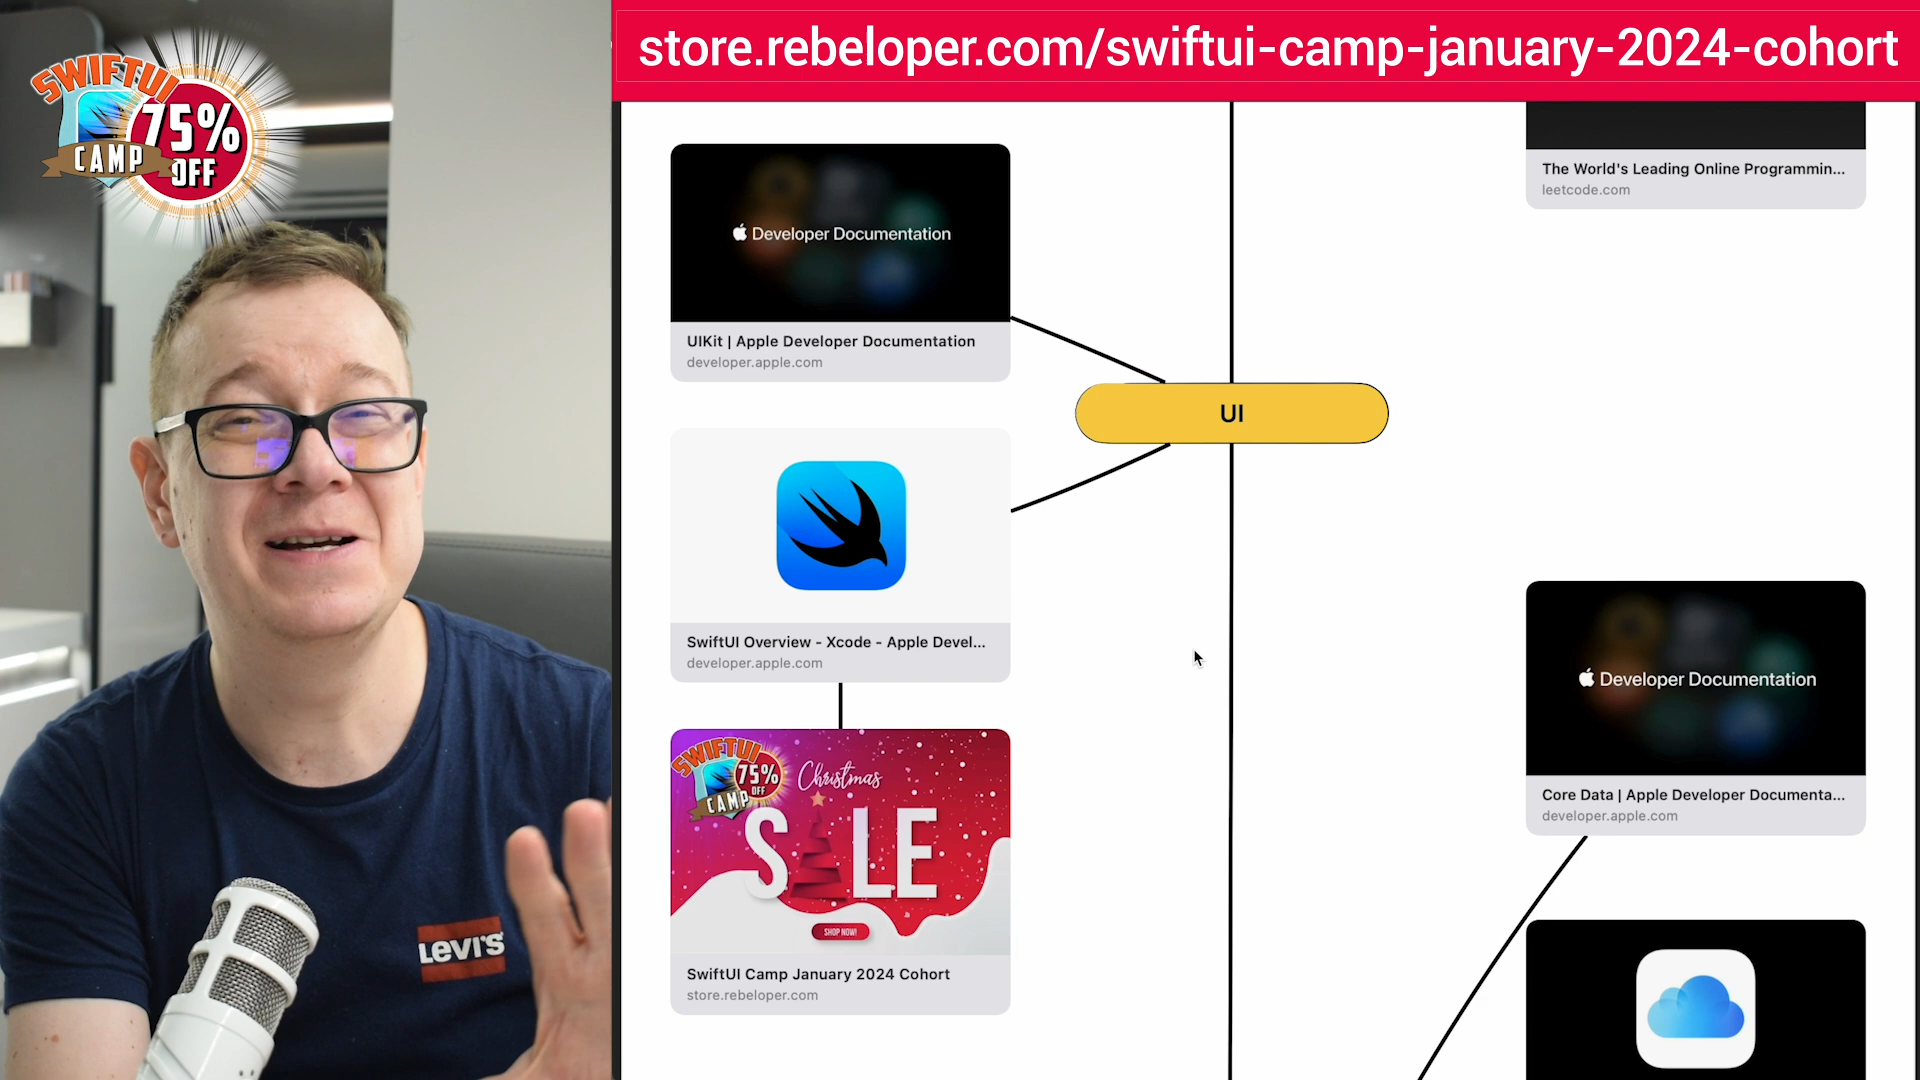 SWIFTUI
CAMP
75%
OFF
store.rebeloper.com/swiftui-camp-january-2024-cohort
Developer Documentation
UIKit | Apple Developer Documentation
developer.apple.com
UI
SwiftUI Overview - Xcode - Apple Devel...
developer.apple.com
SWIFTUI
CAMP
75%
OFF
Christmas
SALE
SHOP NOW!
SwiftUI Camp January 2024 Cohort
store.rebeloper.com
The World's Leading Online Programmin...
leetcode.com
Developer Documentation
Core Data | Apple Developer Documenta...
developer.apple.com
LEVI'S